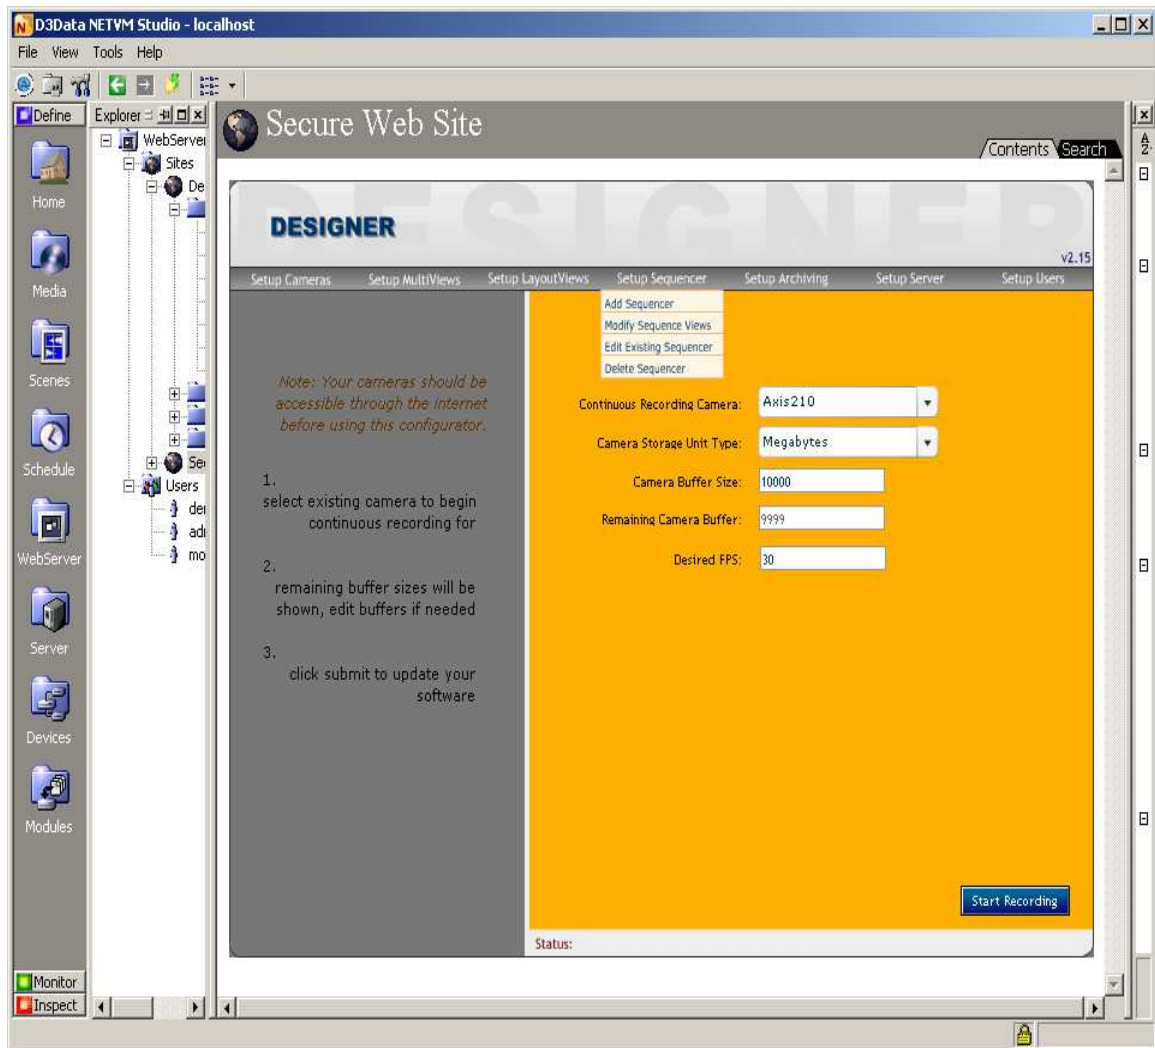 D3Data NETVM Studio - localhost
File View Tools Help
Define
Home
Media
Scenes
Schedule
WebServer
Server
Devices
Modules
Monitor
Inspect
Explorer
WebServer
Sites
De
Se
Users
de
ad
mo
Secure Web Site
Contents Search
DESIGNER
DESIGNER
v2.15
Setup Cameras Setup MultiViews Setup LayoutViews Setup Sequencer Setup Archiving Setup Server Setup Users
Add Sequencer
Modify Sequence Views
Edit Existing Sequencer
Delete Sequencer
Note: Your cameras should be
accessible through the internet
before using this configurator.
1.
select existing camera to begin
continuous recording for
2.
remaining buffer sizes will be
shown, edit buffers if needed
3.
click submit to update your
software
Continuous Recording Camera: Axis210
Camera Storage Unit Type: Megabytes
Camera Buffer Size: 10000
Remaining Camera Buffer: 9999
Desired FPS: 30
Start Recording
Status:
A
Z